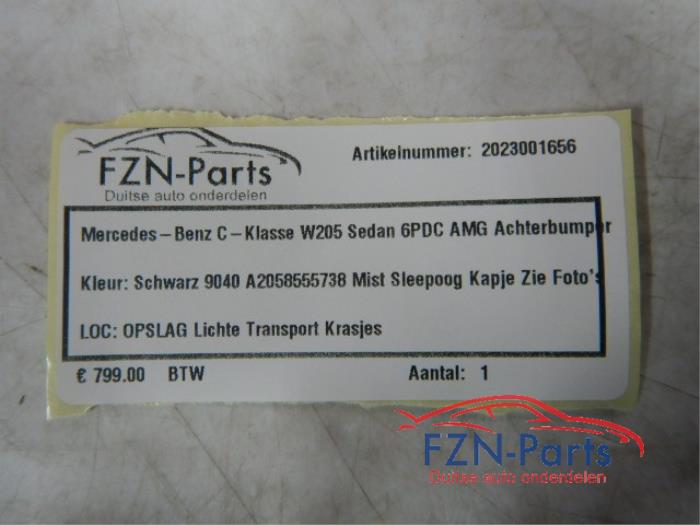 FZN-Parts
Duitse auto onderdelen
Artikelnummer: 2023001656
Mercedes-Benz C-Klasse W205 Sedan 6PDC AMG Achterbumper
Kleur: Schwarz 9040 A2058555738 Mist Sleepoog Kapje Zie Foto's
LOC: OPSLAG Lichte Transport Krasjes
€ 799.00 BTW Aantal: 1
FZN-Parts
Duitse auto onderdelen